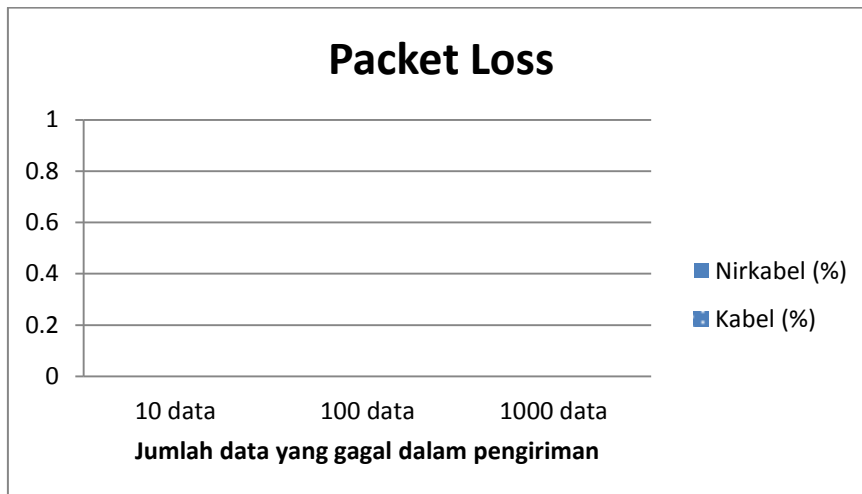 Packet Loss
1
0.8
0.6
0.4
0.2
0
10 data
100 data
1000 data
Jumlah data yang gagal dalam pengiriman
Nirkabel (%)
Kabel (%)